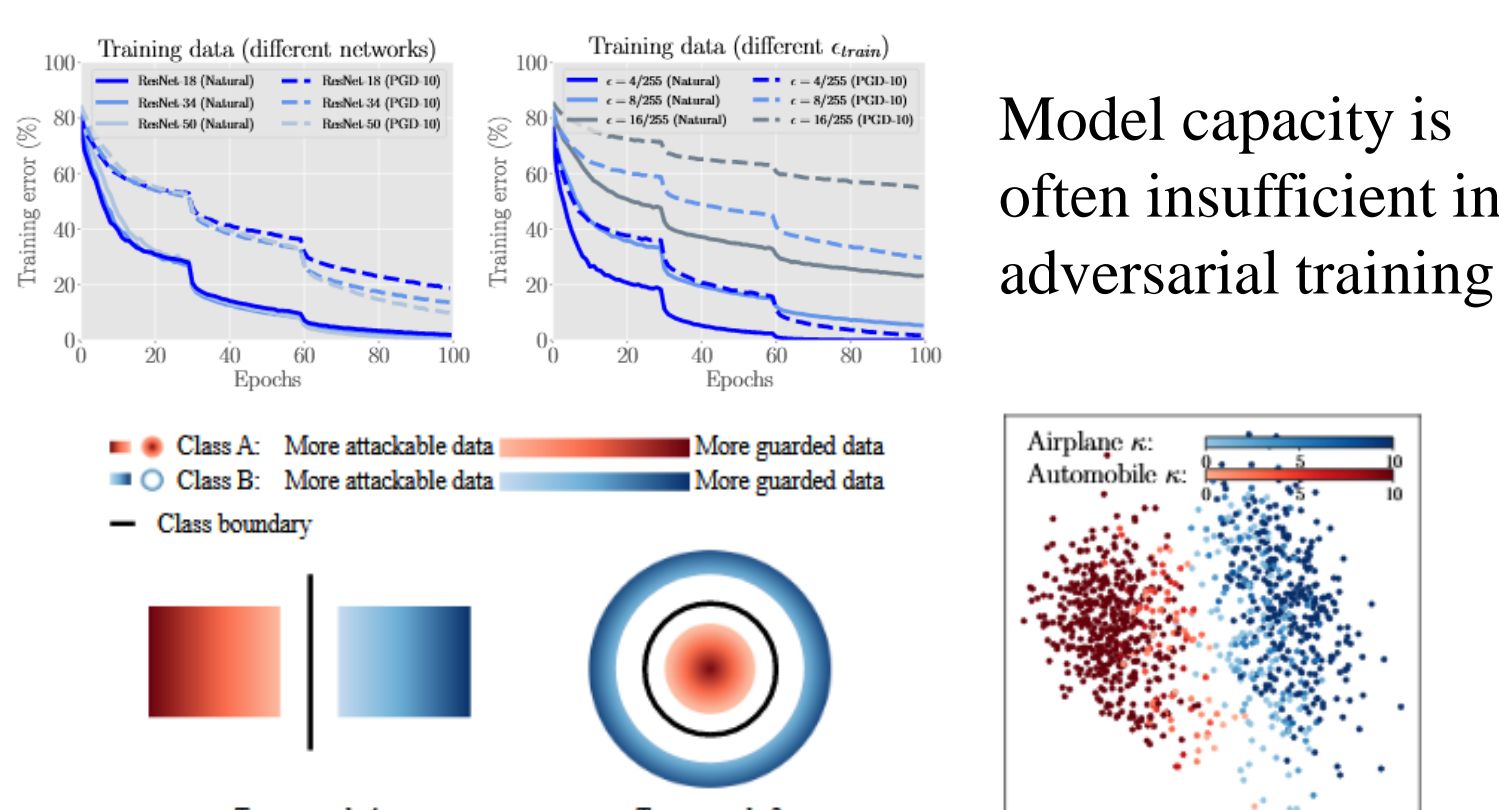 Training data (different networks)
Training error (%)
100
80
60
40
20
0
ResNet-18 (Natural)
ResNet-34 (Natural)
ResNet-50 (Natural)
ResNet-18 (PGD-10)
ResNet-34 (PGD-10)
ResNet-50 (PGD-10)
0 20 40 60 80 100
Epochs
Training data (different ϵtrain)
Training error (%)
100
80
60
40
20
0
ϵ = 4/255 (Natural)
ϵ = 8/255 (Natural)
ϵ = 16/255 (Natural)
ϵ = 4/255 (PGD-10)
ϵ = 8/255 (PGD-10)
ϵ = 16/255 (PGD-10)
0 20 40 60 80 100
Epochs
Model capacity is
often insufficient in
adversarial training
Class A: More attackable data More guarded data
Class B: More attackable data More guarded data
Class boundary
Airplane κ:
0 5 10
Automobile κ:
0 5 10